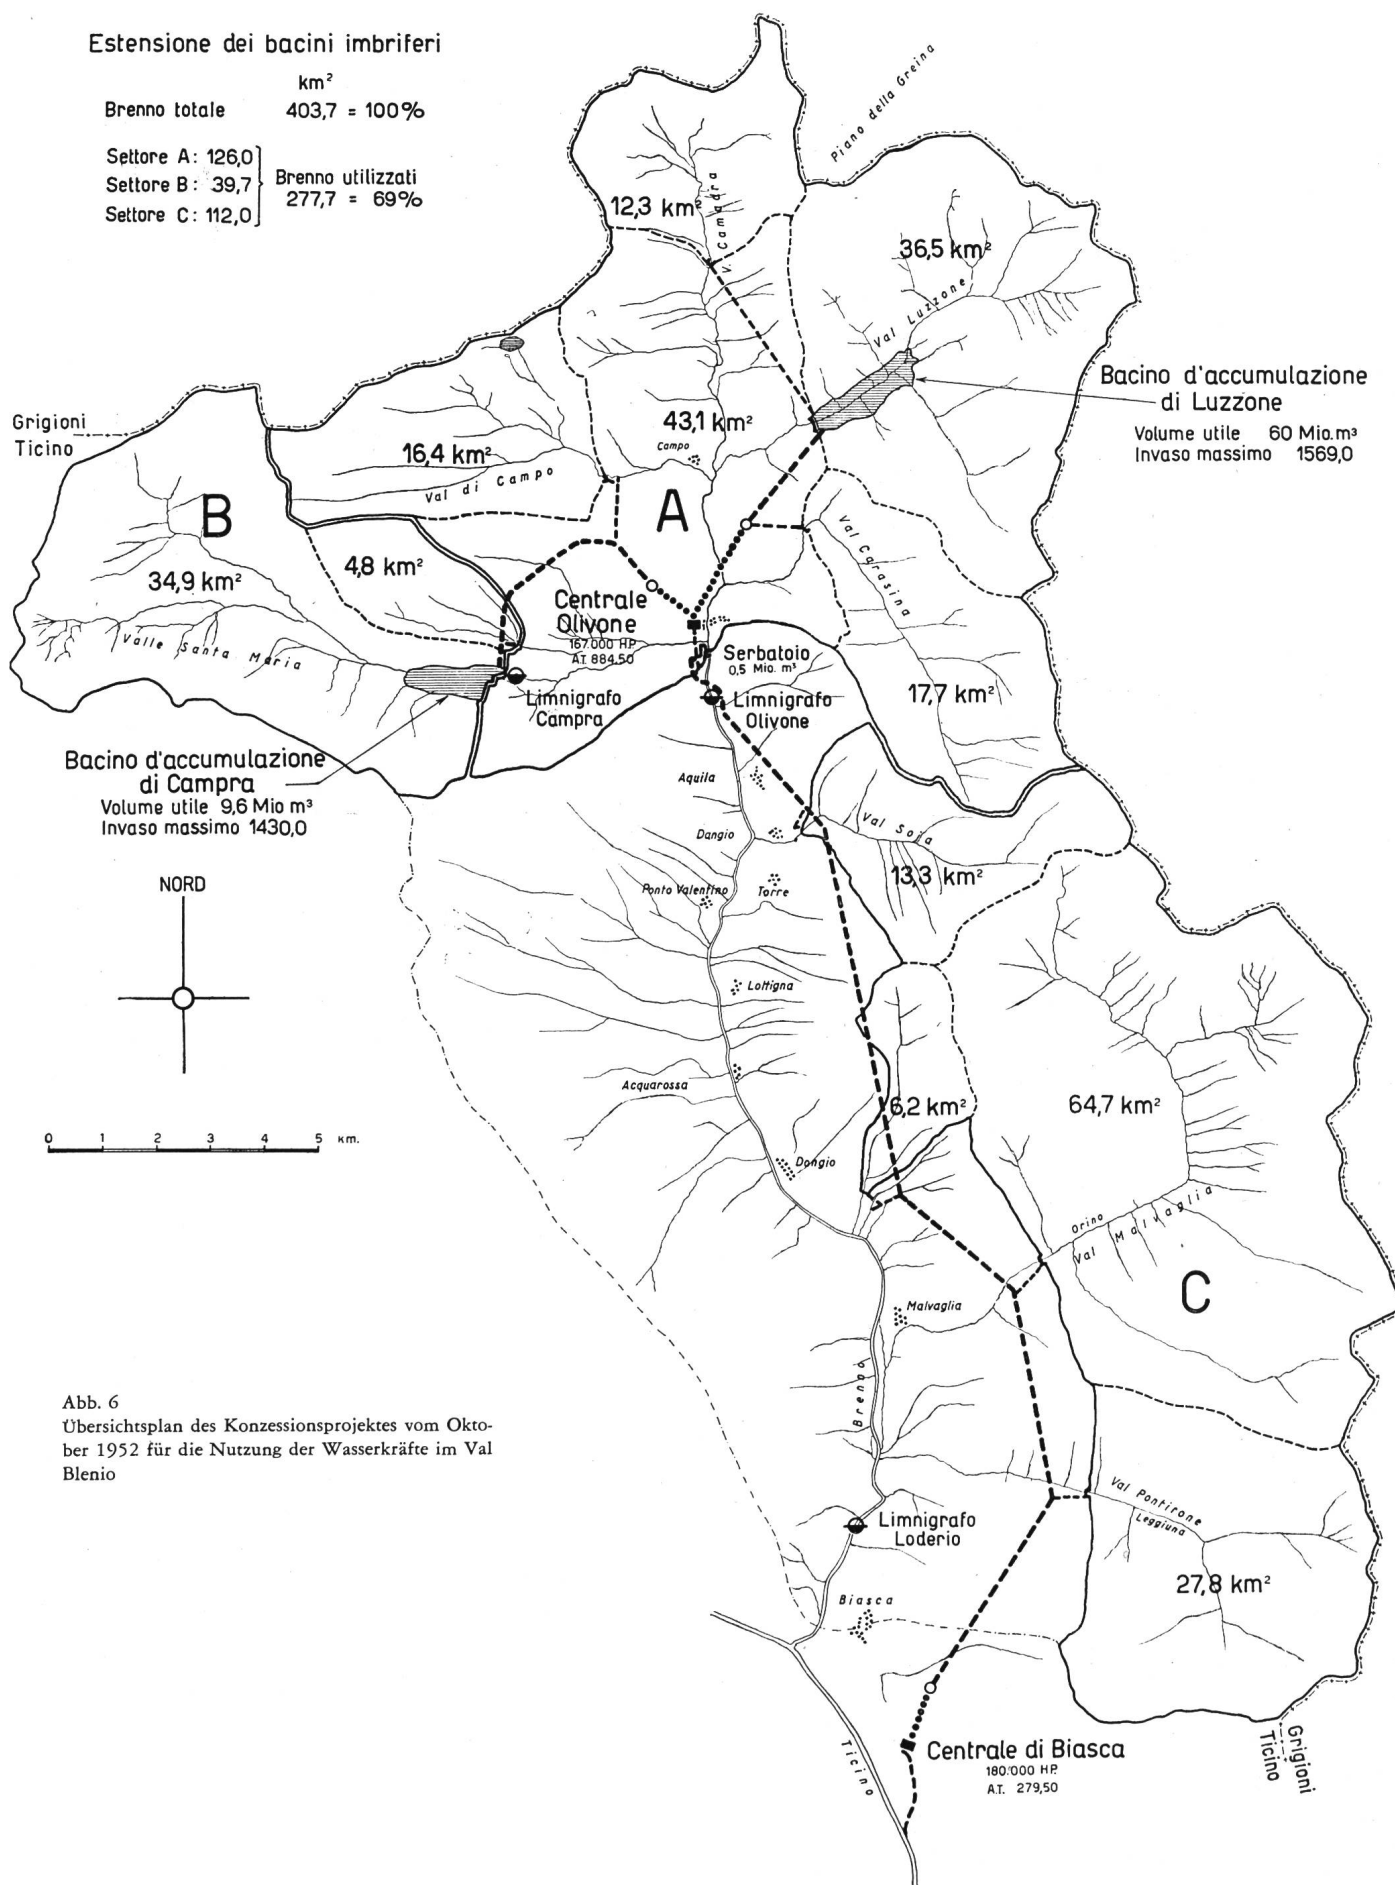 Estensione dei bacini imbriferi
km²
Brenno totale 403,7 = 100%
Settore A: 126,0
Settore B: 39,7
Settore C: 112,0
Brenno utilizzati
277,7 = 69%
Piano della Greina
12,3 km²
V. Camadra
36,5 km²
Val Luzzone
Bacino d'accumulazione
di Luzzone
Volume utile 60 Mio.m³
Invaso massimo 1569,0
Grigioni
Ticino
43,1 km²
Campo
16,4 km²
Val di Campo
A
B
Val Carasina
4,8 km²
34,9 km²
Centrale
Olivone
167.000 HP.
A.T. 884,50
Valle Santa Maria
Serbatoio
0,5 Mio. m³
17,7 km²
Limnigrafo
Campra
Limnigrafo
Olivone
Bacino d'accumulazione
di Campra
Volume utile 9,6 Mio m³
Invaso massimo 1430,0
Aquila
Dangio
Val Soja
13,3 km²
NORD
Ponto Valentino
Torre
Lottigna
Acquarossa
6,2 km²
64,7 km²
0 1 2 3 4 5 KM.
Dongio
Orino
Val Malvaglia
C
Malvaglia
Brenno
Abb. 6
Übersichtsplan des Konzessionsprojektes vom Okto-
ber 1952 für die Nutzung der Wasserkräfte im Val
Blenio
Val Pontirone
Leggiuna
Limnigrafo
Loderio
27,8 km²
Biasca
Ticino
Centrale di Biasca
180.000 HP.
A.T. 279,50
Grigioni
Ticino